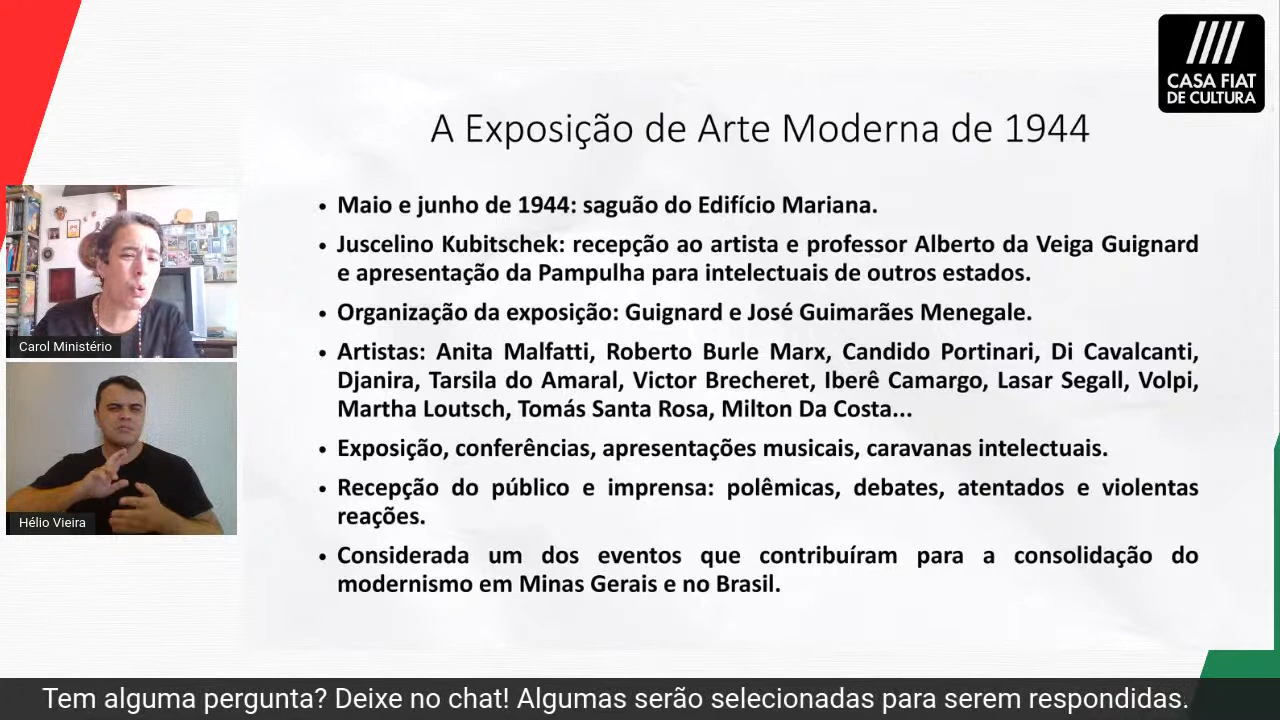 CASA FIAT
DE CULTURA
A Exposição de Arte Moderna de 1944
• Maio e junho de 1944: saguão do Edifício Mariana.
• Juscelino Kubitschek: recepção ao artista e professor Alberto da Veiga Guignard
e apresentação da Pampulha para intelectuais de outros estados.
• Organização da exposição: Guignard e José Guimarães Menegale.
• Artistas: Anita Malfatti, Roberto Burle Marx, Candido Portinari, Di Cavalcanti,
Djanira, Tarsila do Amaral, Victor Brecheret, Iberê Camargo, Lasar Segall, Volpi,
Martha Loutsch, Tomás Santa Rosa, Milton Da Costa...
• Exposição, conferências, apresentações musicais, caravanas intelectuais.
• Recepção do público e imprensa: polêmicas, debates, atentados e violentas
reações.
• Considerada um dos eventos que contribuíram para a consolidação do
modernismo em Minas Gerais e no Brasil.
Carol Ministério
Hélio Vieira
Tem alguma pergunta? Deixe no chat! Algumas serão selecionadas para serem respondidas.